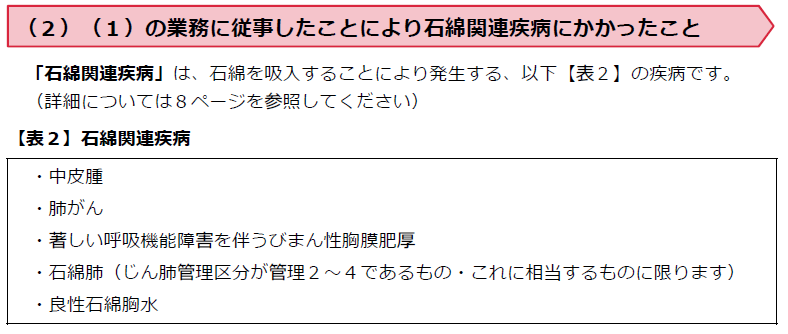 （２）（１）の業務に従事したことにより石綿関連疾病にかかったこと
「石綿関連疾病」は、石綿を吸入することにより発生する、以下【表２】の疾病です。
（詳細については８ページを参照してください）
【表２】石綿関連疾病
・中皮腫
・肺がん
・著しい呼吸機能障害を伴うびまん性胸膜肥厚
・石綿肺（じん肺管理区分が管理２～４であるもの・これに相当するものに限ります）
・良性石綿胸水